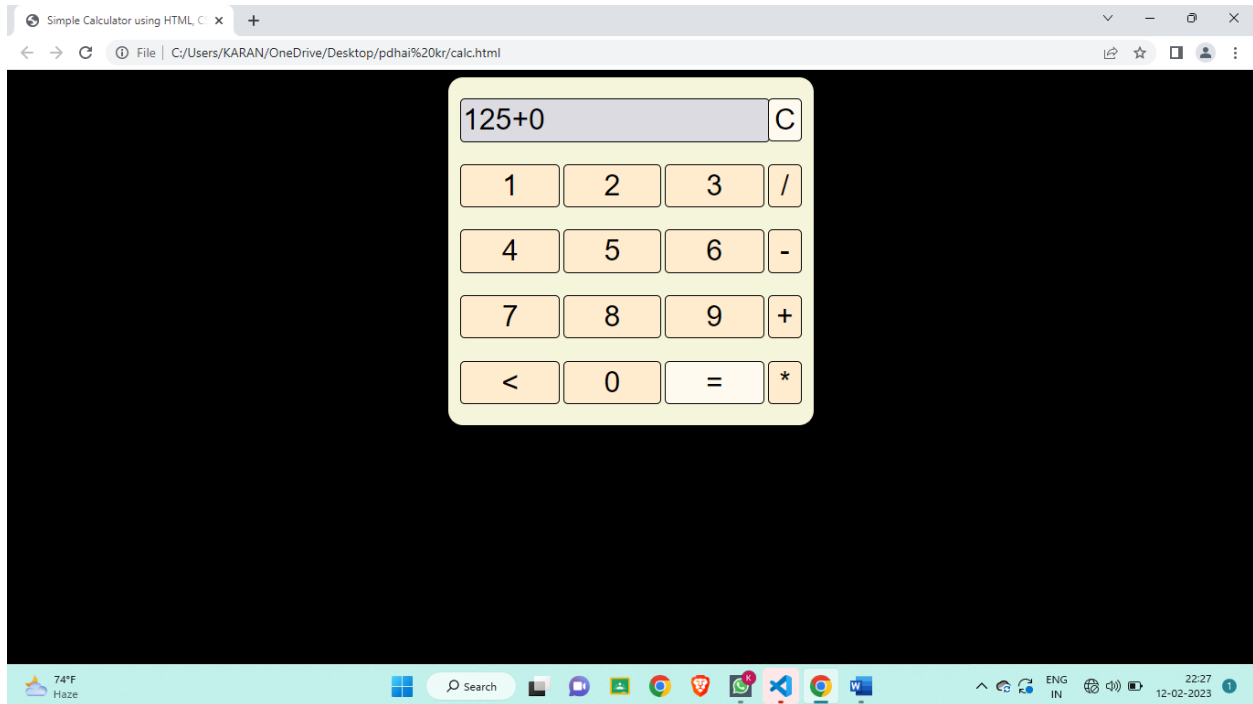 Simple Calculator using HTML, C
File | C:/Users/KARAN/OneDrive/Desktop/pdhai%20kr/calc.html
125+0 C
1 2 3 /
4 5 6 -
7 8 9 +
< 0 = *
74°F
Haze
Search
K
W
ENG
IN
22:27
12-02-2023
1